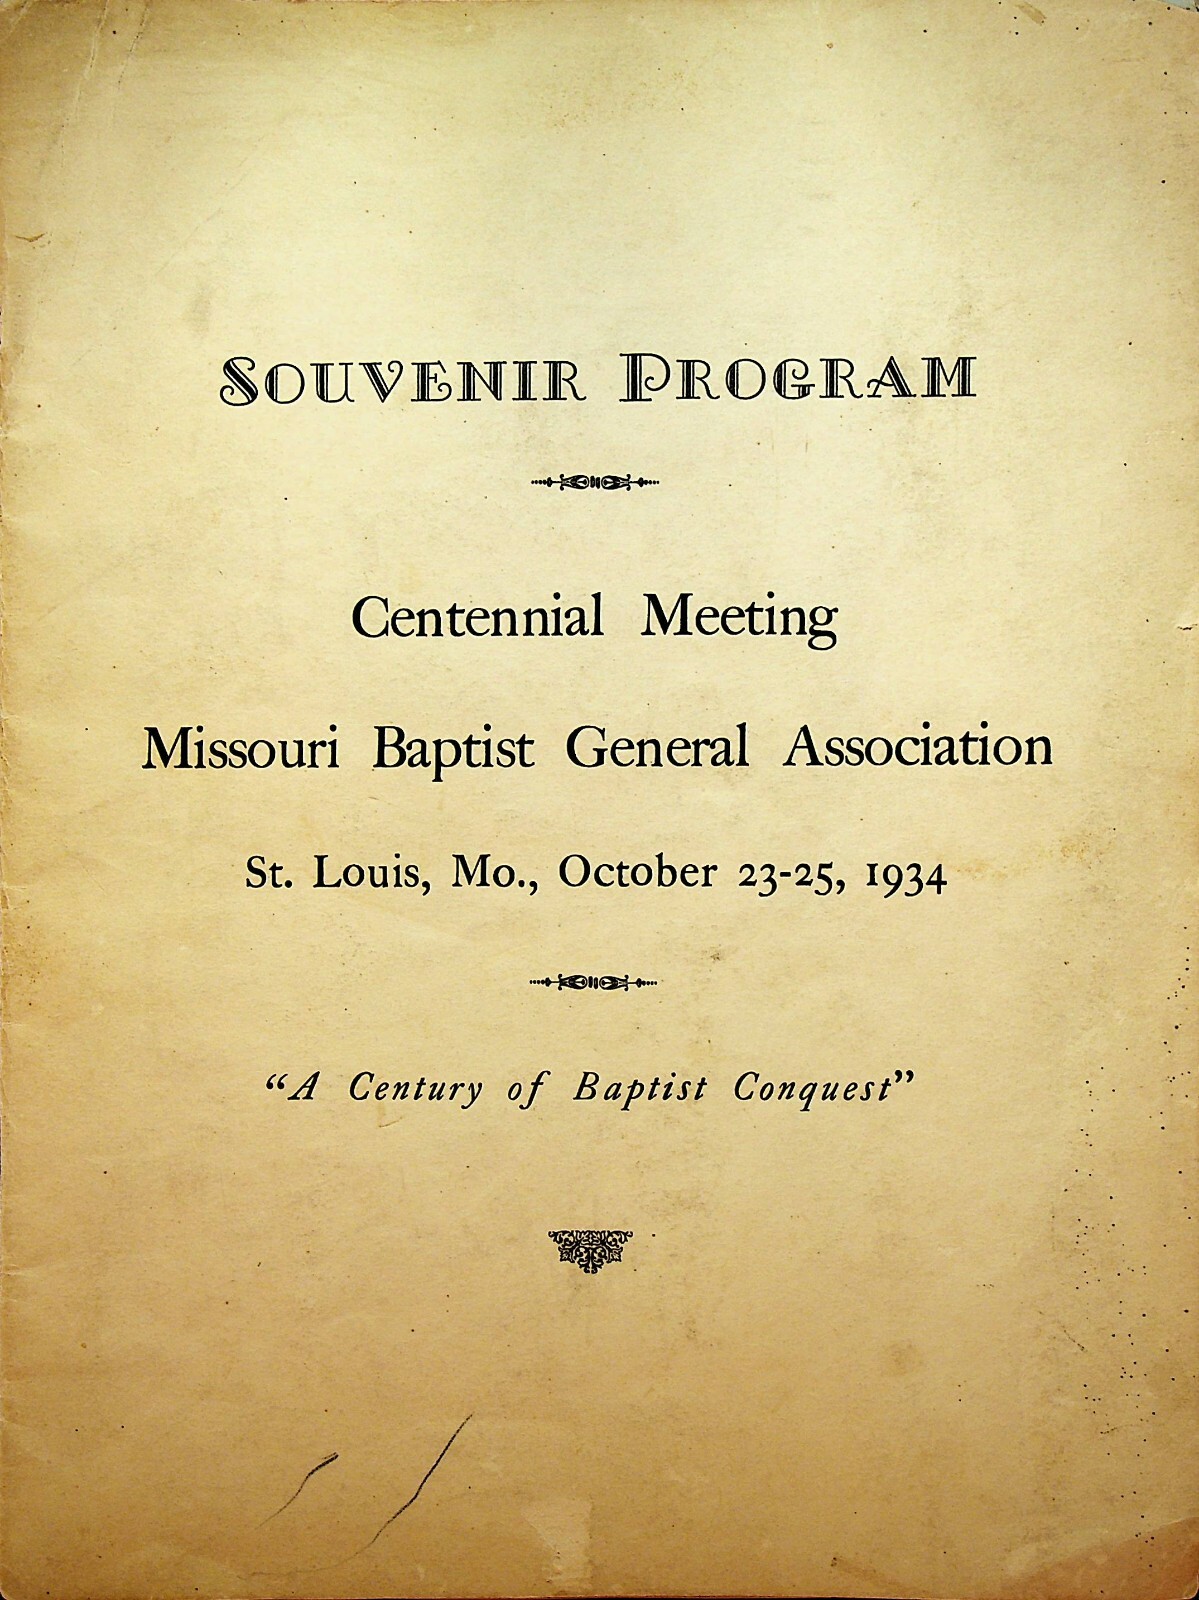 SOUVENIR PROGRAM
Centennial Meeting
Missouri Baptist General Association
St. Louis, Mo., October 23-25, 1934
“A Century of Baptist Conquest”